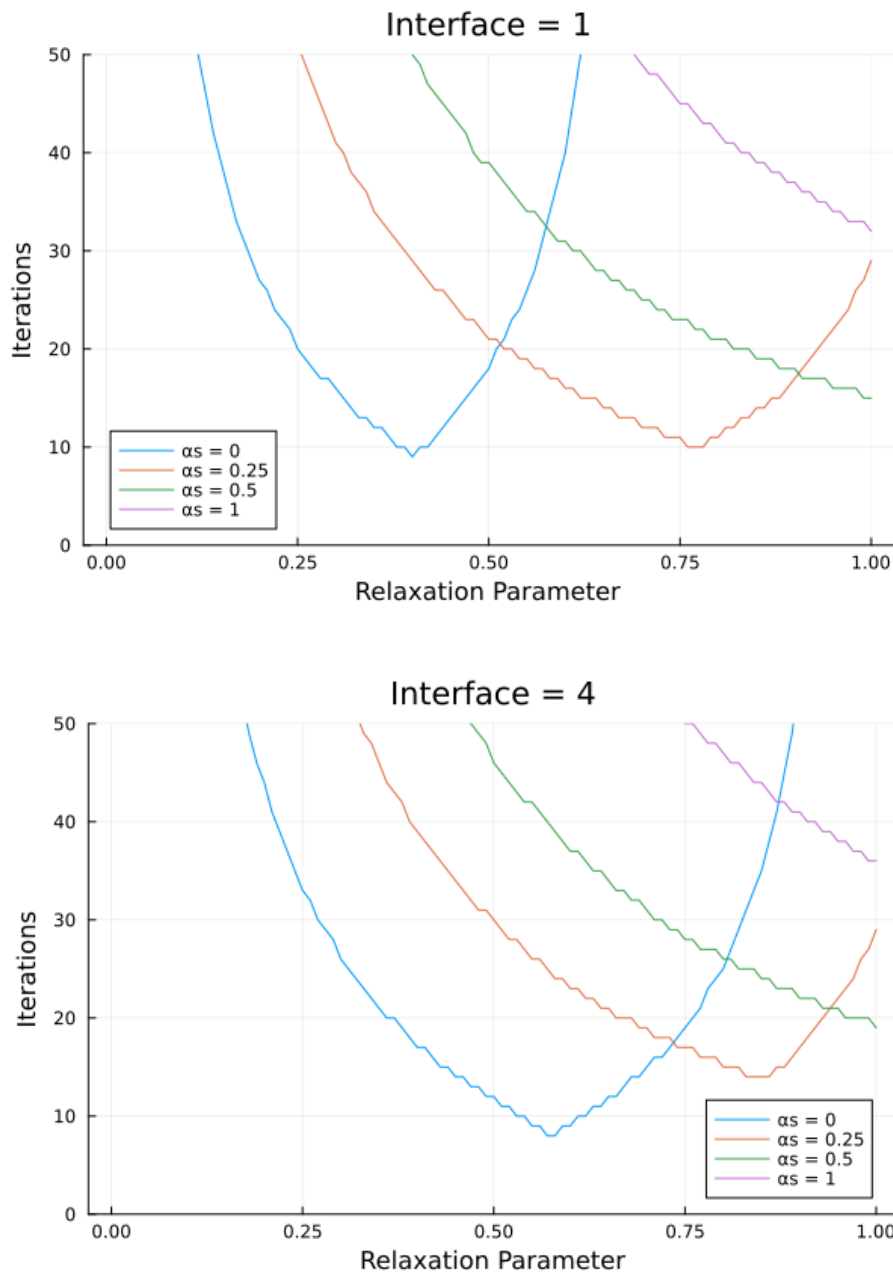 Interface = 1
50
40
30
20
10
0
Iterations
αs = 0
αs = 0.25
αs = 0.5
αs = 1
0.00 0.25 0.50 0.75 1.00
Relaxation Parameter
Interface = 4
50
40
30
20
10
0
Iterations
αs = 0
αs = 0.25
αs = 0.5
αs = 1
0.00 0.25 0.50 0.75 1.00
Relaxation Parameter